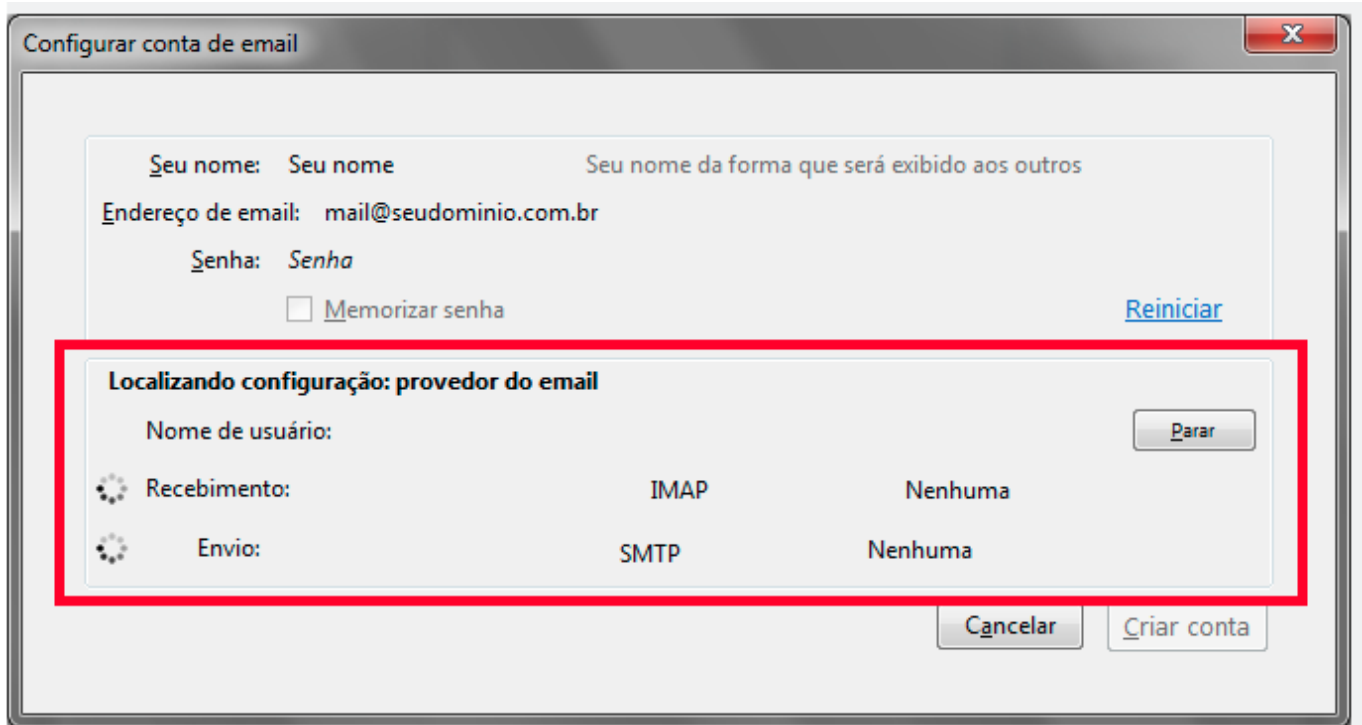 Configurar conta de email
Seu nome: Seu nome Seu nome da forma que será exibido aos outros
Endereço de email: mail@seudominio.com.br
Senha: Senha
Memorizar senha Reiniciar
Localizando configuração: provedor do email
Nome de usuário: Parar
Recebimento: IMAP Nenhuma
Envio: SMTP Nenhuma
Cancelar Criar conta